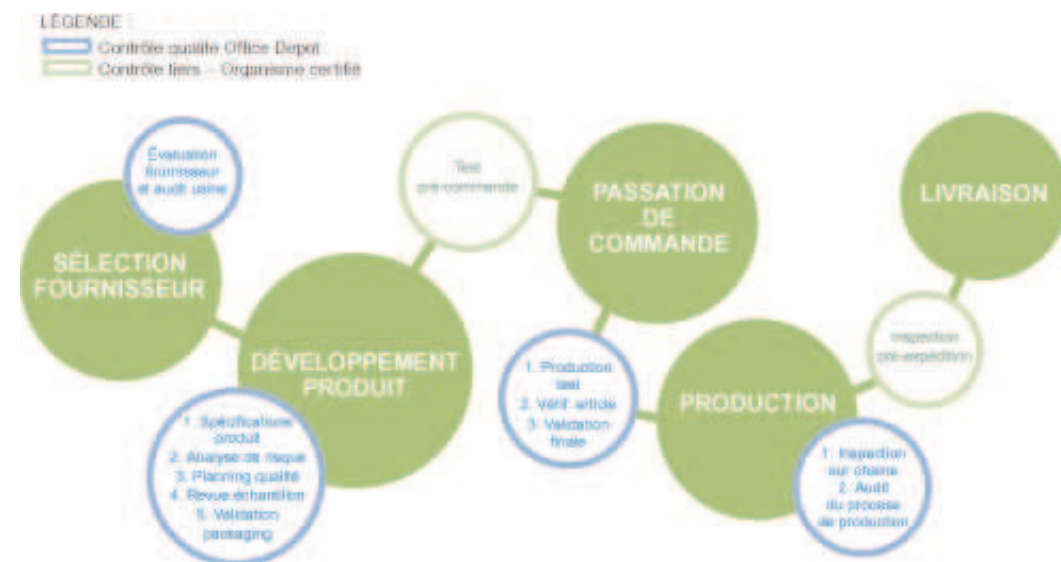 LÉGENDE
Contrôle qualité Office Depot
Contrôle tiers – Organisme certifié
Évaluation
fournisseur
et audit usine
SÉLECTION
FOURNISSEUR
DÉVELOPPEMENT
PRODUIT
1. Spécifications
produit
2. Analyse de risque
3. Planning qualité
4. Revue échantillon
5. Validation
packaging
Test
pré-commande
PASSATION
DE
COMMANDE
1. Production
test
2. Vérif. article
3. Validation
finale
PRODUCTION
1. Inspection
sur chaîne
2. Audit
du process
de production
Inspection
pré-expédition
LIVRAISON